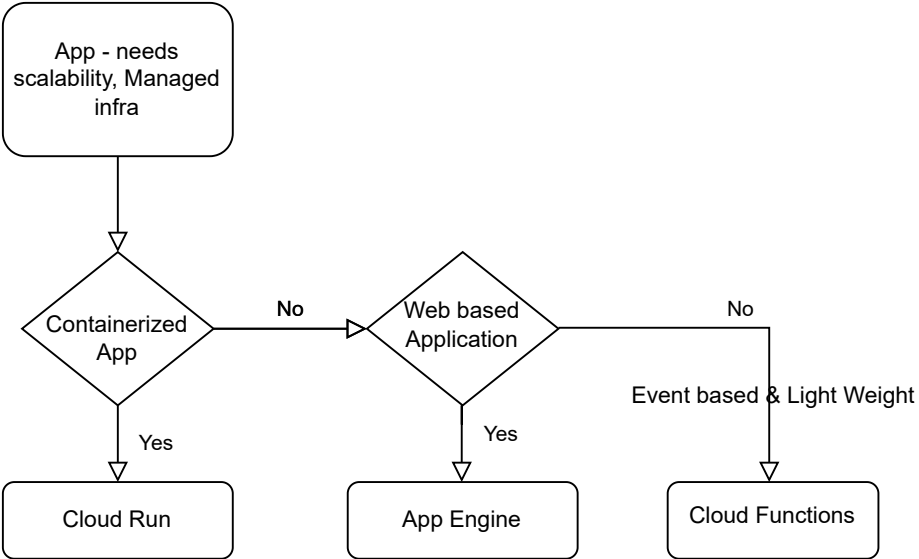 App - needs
scalability, Managed
infra
Containerized
App
No
Web based
Application
No
Event based & Light Weight
Yes
Yes
Cloud Run
App Engine
Cloud Functions